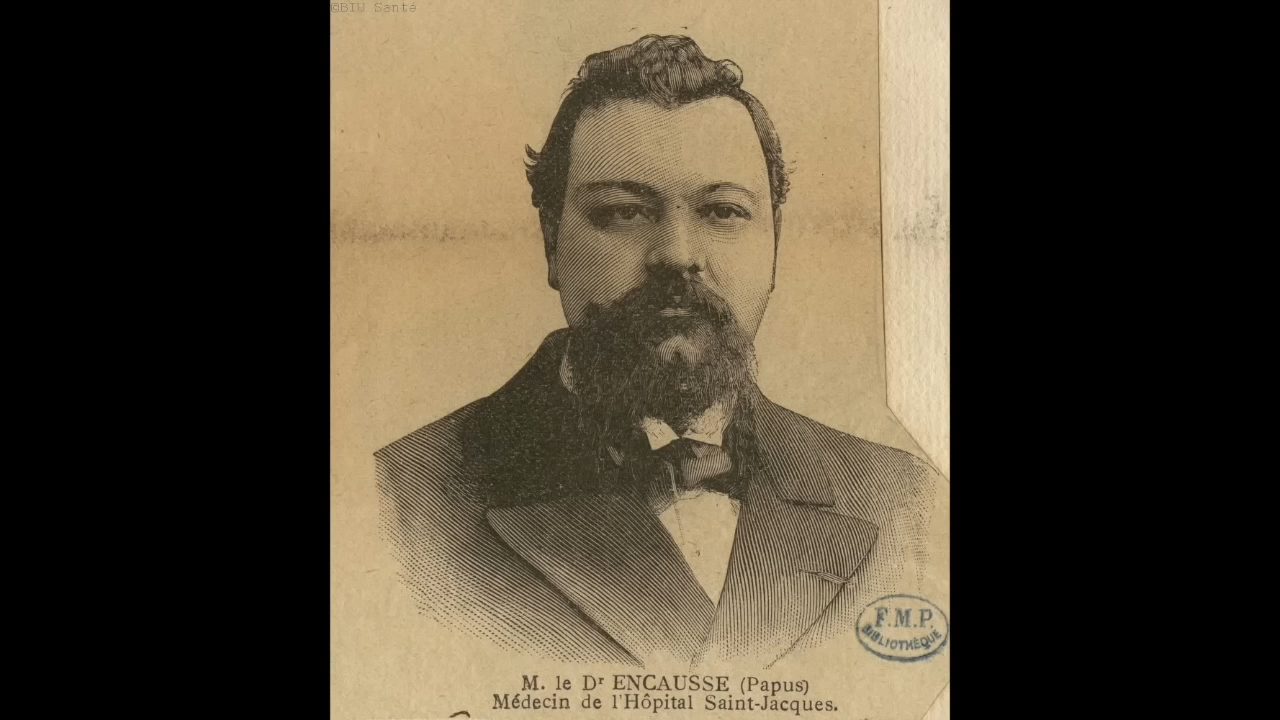 ©BIU Santé
F.M.P.
BIBLIOTHÈQUE
M. le Dʳ ENCAUSSE (Papus)
Médecin de l'Hôpital Saint-Jacques.